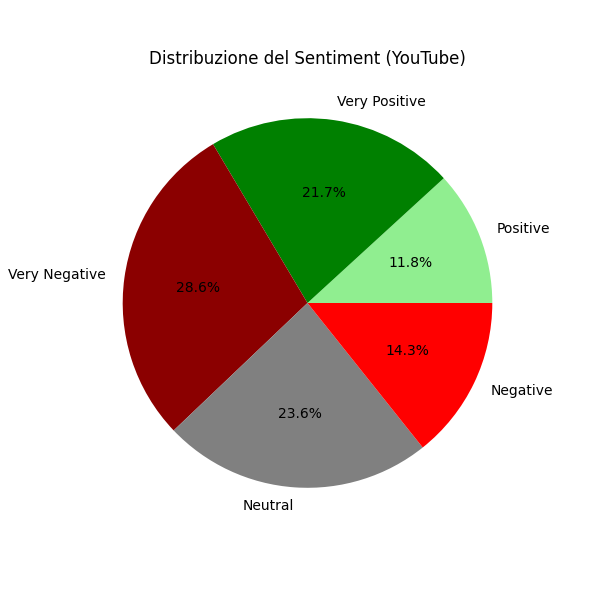 Distribuzione del Sentiment (YouTube)
Very Positive
21.7%
Positive
11.8%
Very Negative
28.6%
14.3%
Negative
23.6%
Neutral